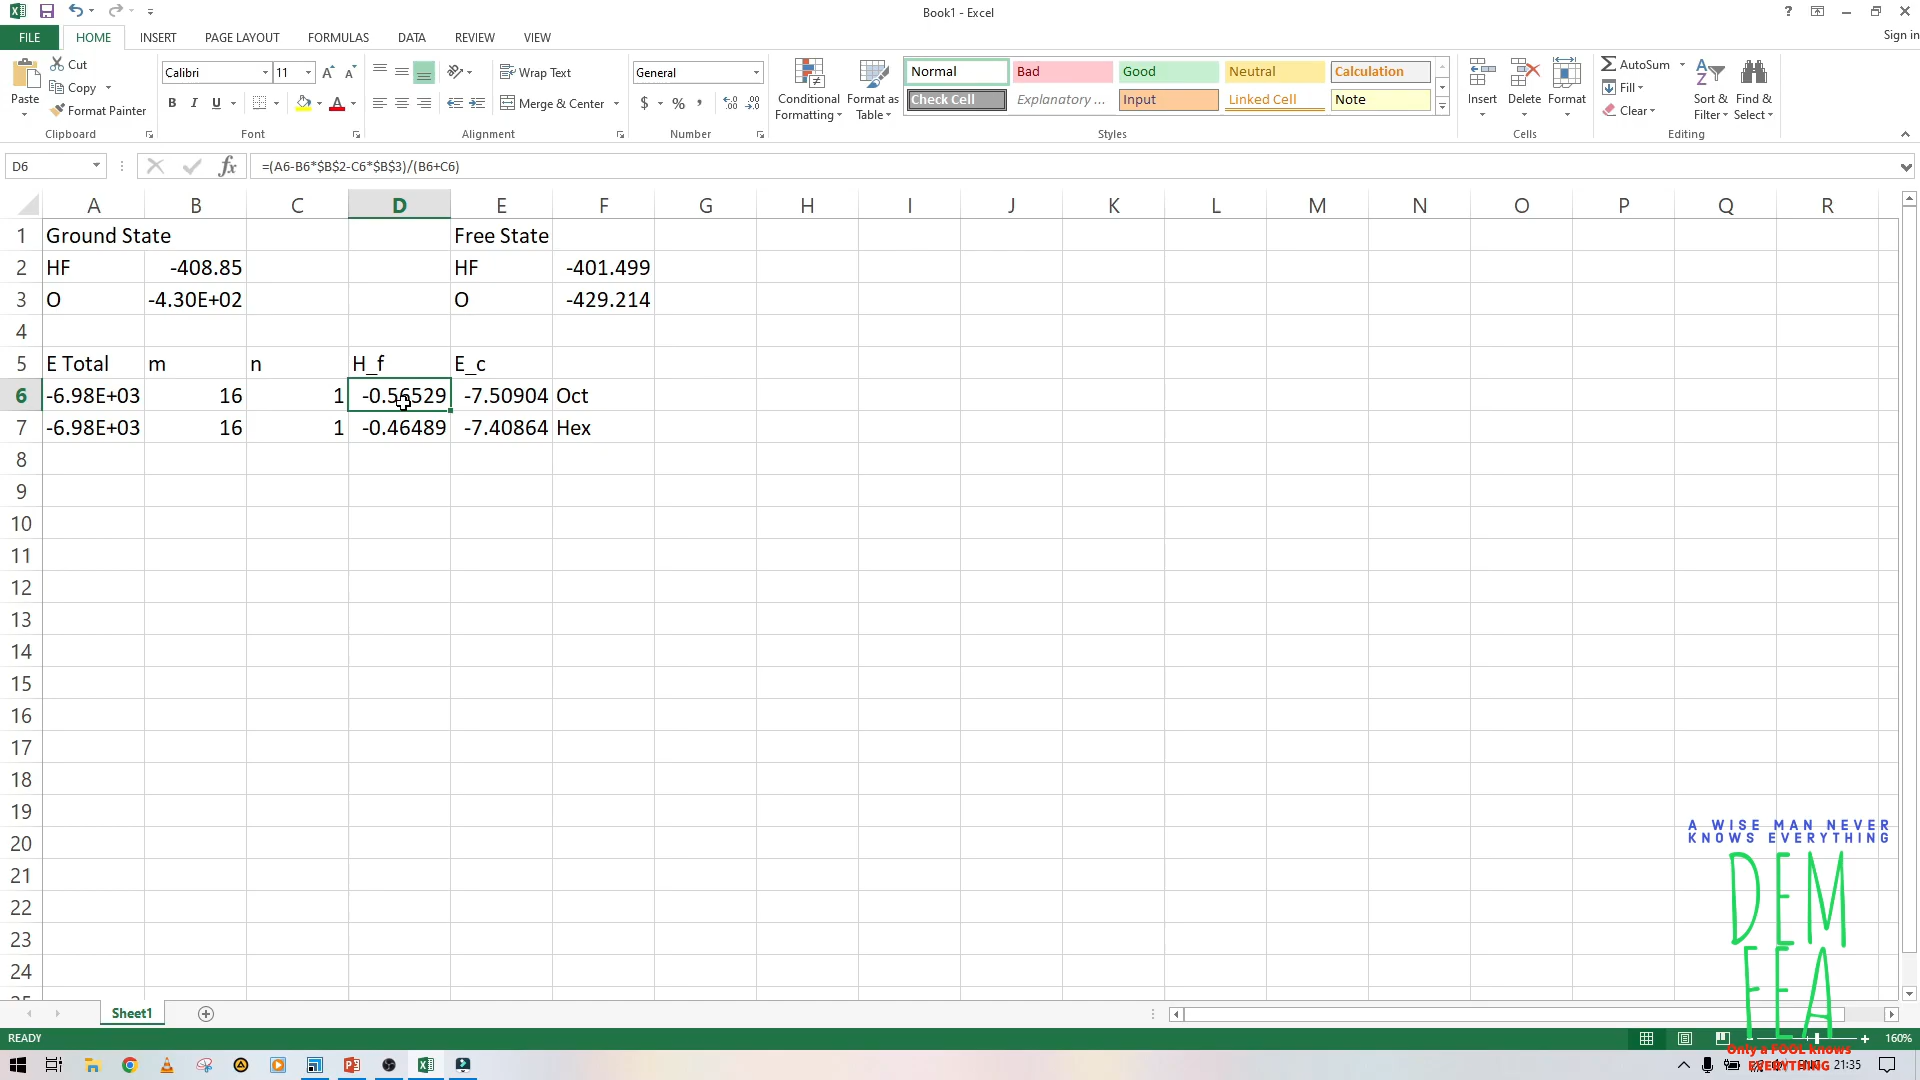 Book1 - Excel
?
Sign in
FILE HOME INSERT PAGE LAYOUT FORMULAS DATA REVIEW VIEW
Paste
Cut
Copy
Format Painter
Clipboard
Calibri 11
B I U
Font
Wrap Text
Merge & Center
Alignment
General
$ %
Number
Conditional Formatting
Format as Table
Normal Bad Good Neutral Calculation
Check Cell Explanatory ... Input Linked Cell Note
Styles
Insert Delete Format
Cells
AutoSum
Fill
Clear
Sort & Filter
Find & Select
Editing
D6
fx
=(A6-B6*$B$2-C6*$B$3)/(B6+C6)
A B C D E F G H I J K L M N O P Q R
1 Ground State Free State
2 HF -408.85 HF -401.499
3 O -4.30E+02 O -429.214
4
5 E Total m n H_f E_c
6 -6.98E+03 16 1 -0.56529 -7.50904 Oct
7 -6.98E+03 16 1 -0.46489 -7.40864 Hex
8
9
10
11
12
13
14
15
16
17
18
19
20
21
22
23
24
A WISE MAN NEVER
KNOWS EVERYTHING
DEM
FEA
Only a FOOL knows
EVERYTHING
Sheet1
READY
160%
21:35